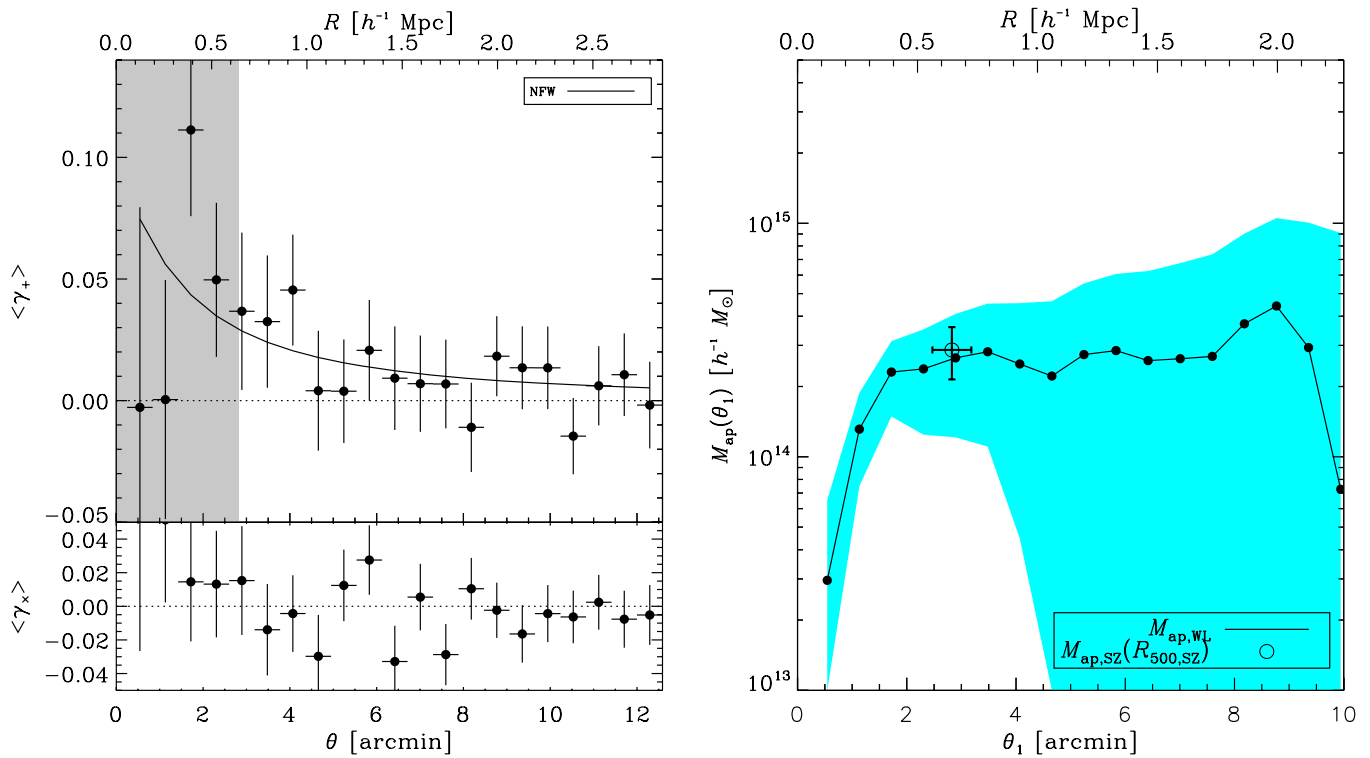 R [h⁻¹ Mpc]
0.0 0.5 1.0 1.5 2.0 2.5
NFW
0.10
0.05
0.00
−0.05
<γ₊>
0.04
0.02
0.00
−0.02
−0.04
<γₓ>
0 2 4 6 8 10 12
θ [arcmin]
R [h⁻¹ Mpc]
0.0 0.5 1.0 1.5 2.0
10¹⁵
10¹⁴
10¹³
M_ap(θ₁) [h⁻¹ M_⊙]
M_ap,WL
M_ap,SZ(R_500,SZ)
0 2 4 6 8 10
θ₁ [arcmin]